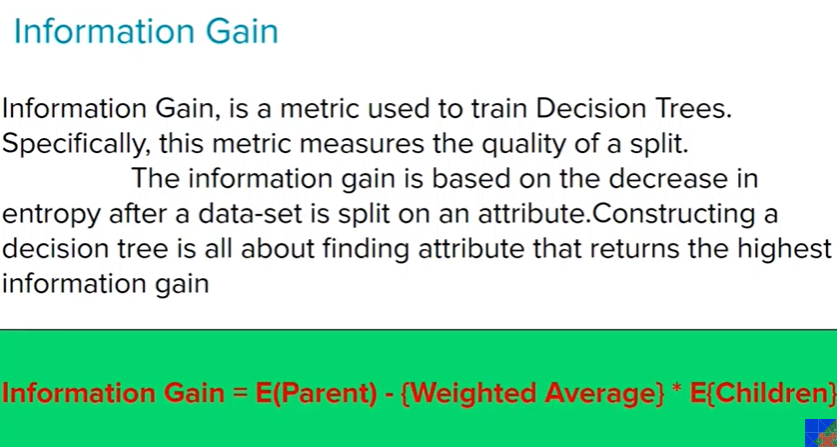 Information Gain
Information Gain, is a metric used to train Decision Trees.
Specifically, this metric measures the quality of a split.
The information gain is based on the decrease in
entropy after a data-set is split on an attribute.Constructing a
decision tree is all about finding attribute that returns the highest
information gain
Information Gain = E(Parent) - {Weighted Average} * E{Children}